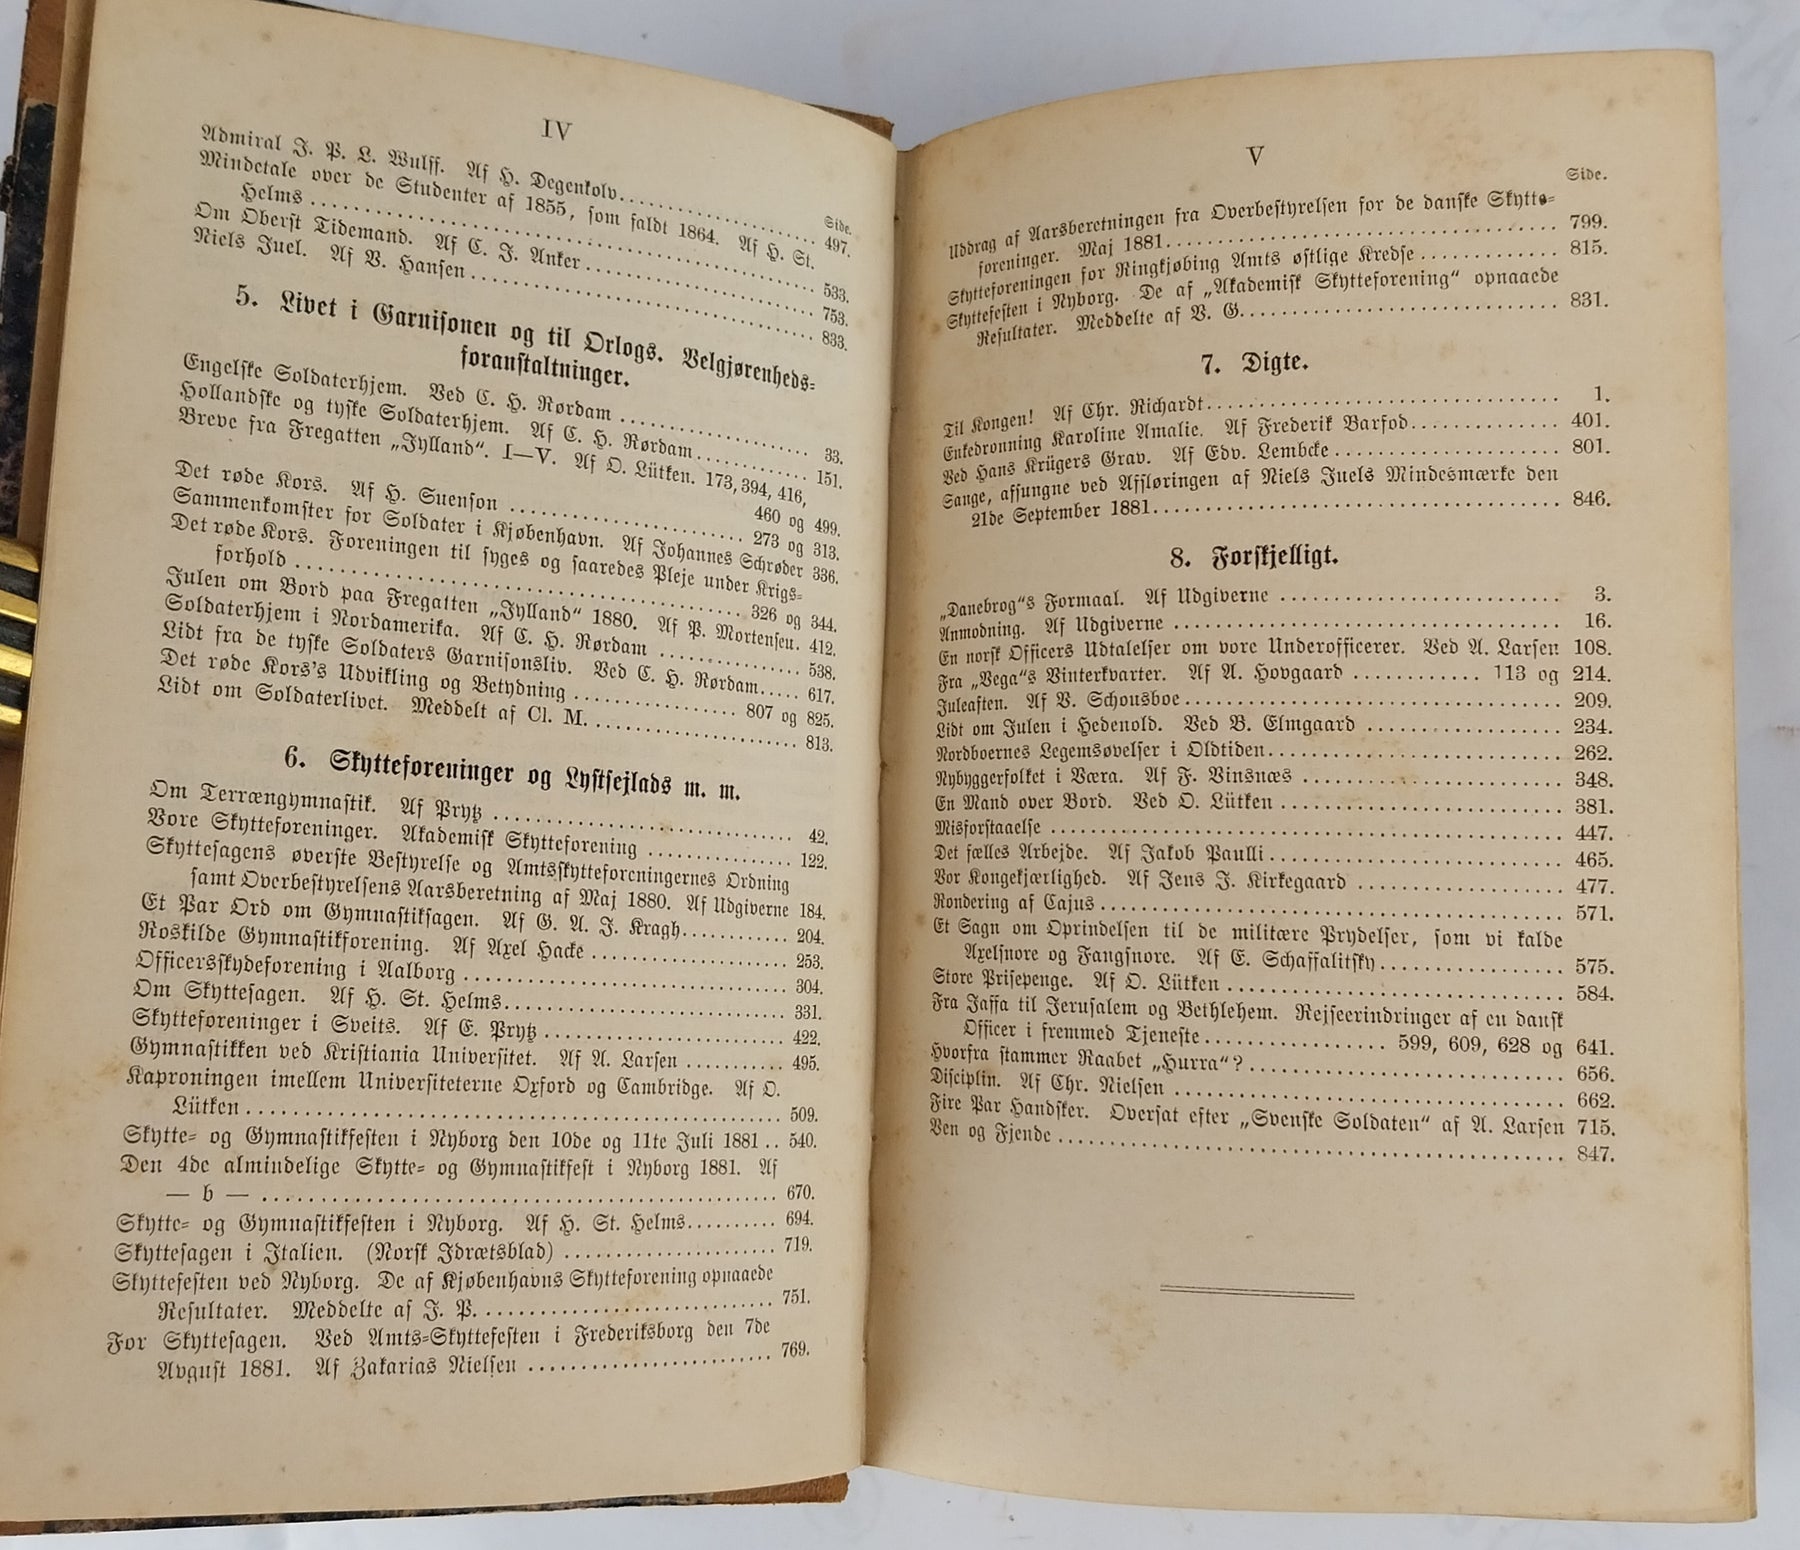 IV
Side.
Admiral J. P. L. Wulff. Af H. Degenkolv.................... 497.
Mindetale over de Studenter af 1855, som faldt 1864. Af H. St.
Helms .................................................. 533.
Om Oberst Tidemand. Af C. J. Anker ........................ 753.
Niels Juel. Af V. Hansen .................................. 833.
5. Livet i Garnisonen og til Orlogs. Velgjørenheds-
foranstaltninger.
Engelske Soldaterhjem. Ved C. H. Rørdam ................... 33.
Hollandske og tyske Soldaterhjem. Af C. H. Rørdam ............ 151.
Breve fra Fregatten „Jylland“. I—V. Af O. Lütken. 173, 394, 416,
460 og 499.
Det røde Kors. Af H. Suenson ...................... 273 og 313.
Sammenkomster for Soldater i Kjøbenhavn. Af Johannes Schrøder 336.
Det røde Kors. Foreningen til syges og saaredes Pleje under Krigs-
forhold ........................................ 326 og 344.
Julen om Bord paa Fregatten „Jylland“ 1880. Af P. Mortensen. 412.
Soldaterhjem i Nordamerika. Af C. H. Rørdam ............... 538.
Lidt fra de tyske Soldaters Garnisonsliv. Ved C. H. Rørdam..... 617.
Det røde Kors's Udvikling og Betydning ................ 807 og 825.
Lidt om Soldaterlivet. Meddelt af Cl. M. ..................... 813.
6. Skytteforeninger og Lystsejlads m. m.
Om Terrængymnastik. Af Prytz .............................. 42.
Vore Skytteforeninger. Akademisk Skytteforening .............. 122.
Skyttesagens øverste Bestyrelse og Amtsskytteforeningernes Ordning
samt Overbestyrelsens Aarsberetning af Maj 1880. Af Udgiverne 184.
Et Par Ord om Gymnastiksagen. Af G. A. J. Kragh............ 204.
Roskilde Gymnastikforening. Af Axel Hacke .................... 253.
Officersskydeforening i Aalborg ............................. 304.
Om Skyttesagen. Af H. St. Helms............................ 331.
Skytteforeninger i Sveits. Af E. Prytz ...................... 422.
Gymnastikken ved Kristiania Universitet. Af A. Larsen ........... 495.
Kaproningen imellem Universiteterne Oxford og Cambridge. Af O.
Lütken .................................................. 509.
Skytte- og Gymnastikfesten i Nyborg den 10de og 11te Juli 1881 .. 540.
Den 4de almindelige Skytte- og Gymnastikfest i Nyborg 1881. Af
— b — .................................................. 670.
Skytte- og Gymnastikfesten i Nyborg. Af H. St. Helms.......... 694.
Skyttesagen i Italien. (Norsk Idrætsblad) ..................... 719.
Skyttefesten ved Nyborg. De af Kjøbenhavns Skytteforening opnaaede
Resultater. Meddelte af J. P. ............................ 751.
For Skyttesagen. Ved Amts-Skyttefesten i Frederiksborg den 7de
Avgust 1881. Af Zakarias Nielsen ......................... 769.
V
Side.
Uddrag af Aarsberetningen fra Overbestyrelsen for de danske Skytte-
foreninger. Maj 1881.................................... 799.
Skytteforeningen for Ringkjøbing Amts østlige Kredse ............. 815.
Skyttefesten i Nyborg. De af „Akademisk Skytteforening“ opnaaede
Resultater. Meddelte af V. G............................ 831.
7. Digte.
Til Kongen! Af Chr. Richardt................................ 1.
Enkedronning Karoline Amalie. Af Frederik Barfod............... 401.
Ved Hans Krügers Grav. Af Edv. Lembcke .................... 801.
Sange, afsungne ved Afsløringen af Niels Juels Mindesmærke den
21de September 1881..................................... 846.
8. Forskjelligt.
„Danebrog“s Formaal. Af Udgiverne ......................... 3.
Anmodning. Af Udgiverne ................................... 16.
En norsk Officers Udtalelser om vore Underofficerer. Ved A. Larsen 108.
Fra „Vega“s Vinterkvarter. Af A. Hovgaard ........... 113 og 214.
Juleaften. Af V. Schousboe................................... 209.
Lidt om Julen i Hedenold. Ved B. Elmgaard ................... 234.
Nordboernes Legemsøvelser i Oldtiden........................... 262.
Nybyggerfolket i Væra. Af F. Vinsnæs ........................ 348.
En Mand over Bord. Ved O. Lütken .......................... 381.
Misforstaaelse .............................................. 447.
Det fælles Arbejde. Af Jakob Paulli........................... 465.
Vor Kongekjærlighed. Af Jens J. Kirkegaard ................... 477.
Rondering af Cajus .......................................... 571.
Et Sagn om Oprindelsen til de militære Prydelser, som vi kalde
Axelsnore og Fangsnore. Af E. Schaffalitsky.................. 575.
Store Prisepenge. Af O. Lütken ............................... 584.
Fra Jaffa til Jerusalem og Bethlehem. Rejseerindringer af en dansk
Officer i fremmed Tjeneste................. 599, 609, 628 og 641.
Hvorfra stammer Raabet „Hurra“? ............................. 656.
Disciplin. Af Chr. Nielsen .................................... 662.
Fire Par Handsker. Oversat efter „Svenske Soldaten“ af A. Larsen 715.
Ven og Fjende .............................................. 847.